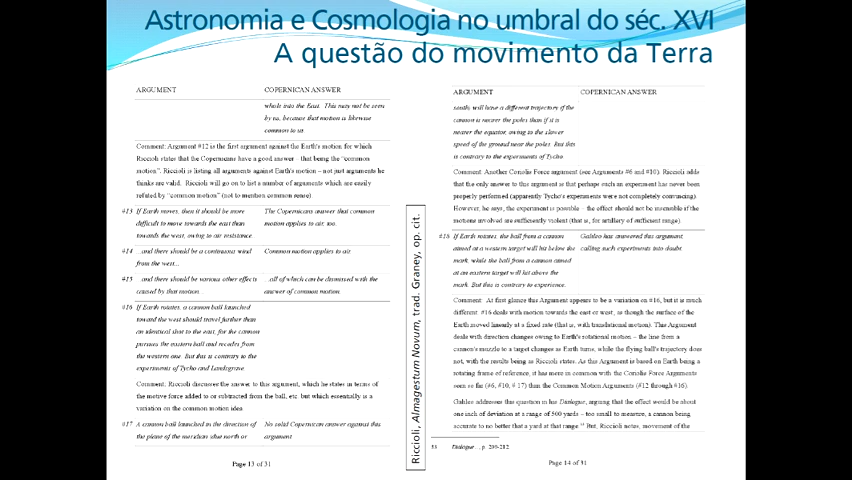 Astronomia e Cosmologia no umbral do séc. XVI
A questão do movimento da Terra
ARGUMENT COPERNICAN ANSWER
whole into the East. This may not be seen
by us, because that motion is likewise
common to us.
Comment: Argument #12 is the first argument against the Earth's motion for which
Riccioli states that the Copernicans have a good answer – that being the "common
motion". Riccioli is listing all arguments against Earth's motion – not just arguments he
thinks are valid. Riccioli will go on to list a number of arguments which are easily
refuted by "common motion" (not to mention common sense).
#13 If Earth moves, then it should be more The Copernicans answer that common
difficult to move towards the east than motion applies to air, too.
towards the west, owing to air resistance.
#14 ...and there should be a continuous wind Common motion applies to air.
from the west...
#15 ...and there should be various other effects ...all of which can be dismissed with the
caused by that motion. answer of common motion.
#16 If Earth rotates, a cannon ball launched
toward the west should travel further than
an identical shot to the east, for the cannon
pursues the eastern ball and recedes from
the western one. But this is contrary to the
experiments of Tycho and Landsgrave.
Comment: Riccioli discusses the answer to this argument, which he states in terms of
the motive force added to or subtracted from the ball, etc. but which essentially is a
variation on the common motion idea.
#17 A cannon ball launched in the direction of No solid Copernican answer against this
the plane of the meridian (due north or argument.
Page 13 of 31
Riccioli, Almagestum Novum, trad. Graney, op. cit.
ARGUMENT COPERNICAN ANSWER
south) will have a different trajectory if the
cannon is nearer the poles than if it is
nearer the equator, owing to the slower
speed of the ground near the poles. But this
is contrary to the experiments of Tycho.
Comment: Another Coriolis Force argument (see Arguments #6 and #10). Riccioli adds
that the only answer to this argument is that perhaps such an experiment has never been
properly performed (apparently Tycho's experiments were not completely convincing).
However, he says, the experiment is possible – the effect should not be insensible if the
motions involved are sufficiently violent (that is, for artillery of sufficient range).
#18 If Earth rotates, the ball from a cannon Galileo has answered this argument
aimed at a western target will hit below the calling such experiments into doubt.
mark, while the ball from a cannon aimed
at an eastern target will hit above the
mark. But this is contrary to experience.
Comment: At first glance this Argument appears to be a variation on #16, but it is much
different. #16 deals with motion towards the east or west, as though the surface of the
Earth moved linearly at a fixed rate (that is, with translational motion). This Argument
deals with direction changes owing to Earth's rotational motion – the line from a
cannon's muzzle to a target changes as Earth turns, while the flying ball's trajectory does
not, with the results being as Riccioli states. As this Argument is based on Earth being a
rotating frame of reference, it has more in common with the Coriolis Force Arguments
seen so far (#6, #10, #17) than the Common Motion Arguments (#12 through #16).
Galileo addresses this question in his Dialogue, arguing that the effect would be about
one inch of deviation at a range of 500 yards – too small to measure, a cannon being
accurate to no better that a yard at that range. But, Riccioli notes, movement of the
Dialogue..., p. 209-212.
Page 14 of 31